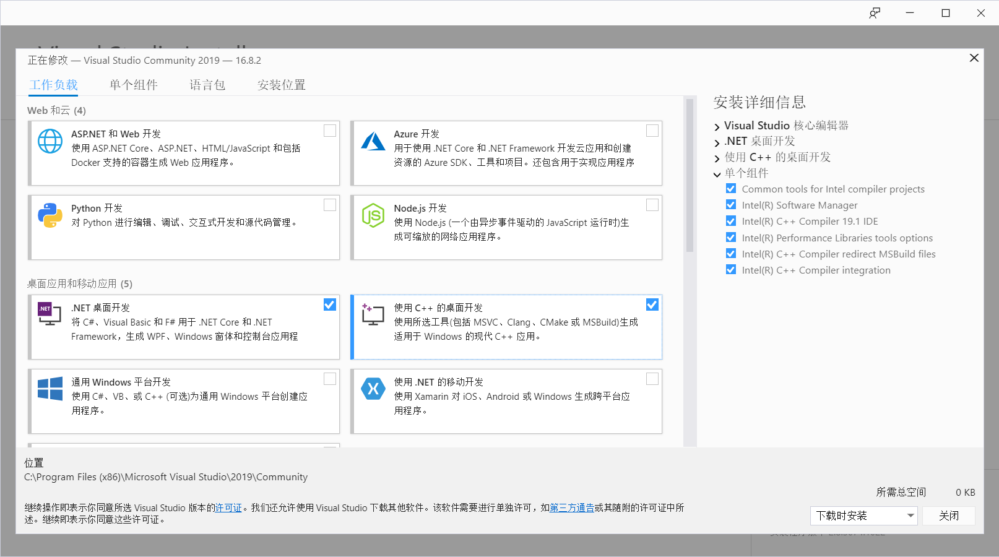 正在修改 — Visual Studio Community 2019 — 16.8.2
工作负载
单个组件
语言包
安装位置
Web 和云 (4)
ASP.NET 和 Web 开发
使用 ASP.NET Core、ASP.NET、HTML/JavaScript 和包括
Docker 支持的容器生成 Web 应用程序。
Azure 开发
用于使用 .NET Core 和 .NET Framework 开发云应用和创建
资源的 Azure SDK、工具和项目。还包含用于实现应用程序
Python 开发
对 Python 进行编辑、调试、交互式开发和源代码管理。
Node.js 开发
使用 Node.js (一个由异步事件驱动的 JavaScript 运行时)生
成可缩放的网络应用程序。
桌面应用和移动应用 (5)
.NET
.NET 桌面开发
将 C#、Visual Basic 和 F# 用于 .NET Core 和 .NET
Framework，生成 WPF、Windows 窗体和控制台应用程
使用 C++ 的桌面开发
使用所选工具(包括 MSVC、Clang、CMake 或 MSBuild)生成
适用于 Windows 的现代 C++ 应用。
通用 Windows 平台开发
使用 C#、VB、或 C++ (可选)为通用 Windows 平台创建应
用程序。
使用 .NET 的移动开发
使用 Xamarin 对 iOS、Android 或 Windows 生成跨平台应
用程序。
安装详细信息
Visual Studio 核心编辑器
.NET 桌面开发
使用 C++ 的桌面开发
单个组件
Common tools for Intel compiler projects
Intel(R) Software Manager
Intel(R) C++ Compiler 19.1 IDE
Intel(R) Performance Libraries tools options
Intel(R) C++ Compiler redirect MSBuild files
Intel(R) C++ Compiler integration
位置
C:\Program Files (x86)\Microsoft Visual Studio\2019\Community
所需总空间 0 KB
继续操作即表示你同意所选 Visual Studio 版本的许可证。我们还允许使用 Visual Studio 下载其他软件。该软件需要进行单独许可，如第三方通告或其随附的许可证中所
述。继续即表示你同意这些许可证。
下载时安装
关闭